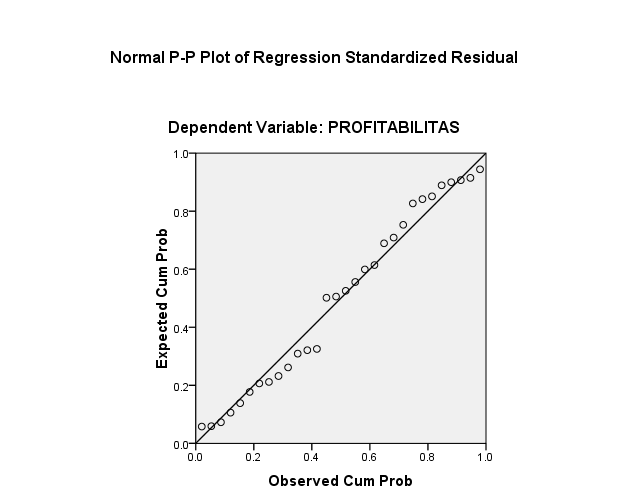 Normal P-P Plot of Regression Standardized Residual
Dependent Variable: PROFITABILITAS
Expected Cum Prob
1.0
0.8
0.6
0.4
0.2
0.0
0.0 0.2 0.4 0.6 0.8 1.0
Observed Cum Prob